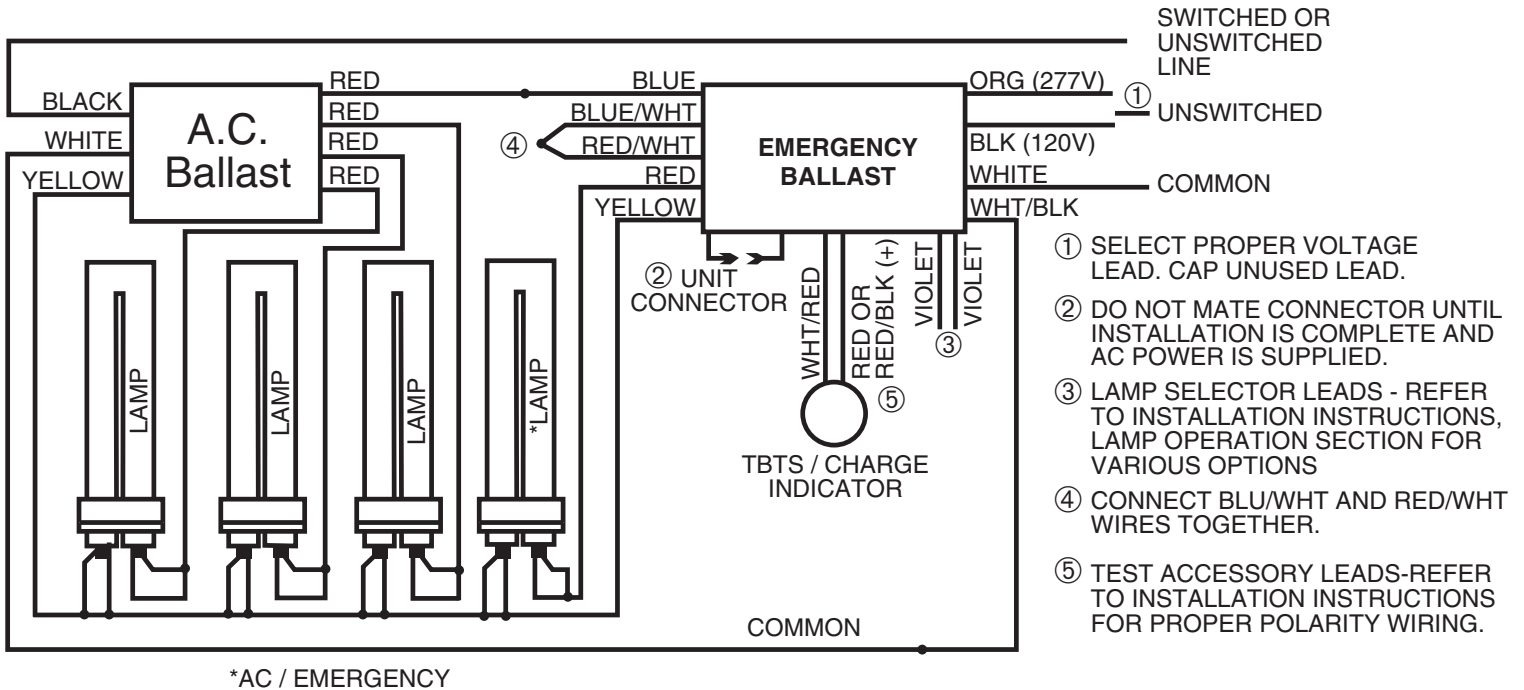 SWITCHED OR
UNSWITCHED
LINE
BLACK
WHITE
YELLOW
A.C.
Ballast
RED
RED
RED
RED
BLUE
BLUE/WHT
④
RED/WHT
RED
YELLOW
EMERGENCY
BALLAST
ORG (277V)
①
UNSWITCHED
BLK (120V)
WHITE
COMMON
WHT/BLK
② UNIT
CONNECTOR
WHT/RED
RED OR
RED/BLK (+)
VIOLET
VIOLET
③
⑤
TBTS / CHARGE
INDICATOR
LAMP
LAMP
LAMP
*LAMP
COMMON
*AC / EMERGENCY
① SELECT PROPER VOLTAGE
LEAD. CAP UNUSED LEAD.
② DO NOT MATE CONNECTOR UNTIL
INSTALLATION IS COMPLETE AND
AC POWER IS SUPPLIED.
③ LAMP SELECTOR LEADS - REFER
TO INSTALLATION INSTRUCTIONS,
LAMP OPERATION SECTION FOR
VARIOUS OPTIONS
④ CONNECT BLU/WHT AND RED/WHT
WIRES TOGETHER.
⑤ TEST ACCESSORY LEADS-REFER
TO INSTALLATION INSTRUCTIONS
FOR PROPER POLARITY WIRING.